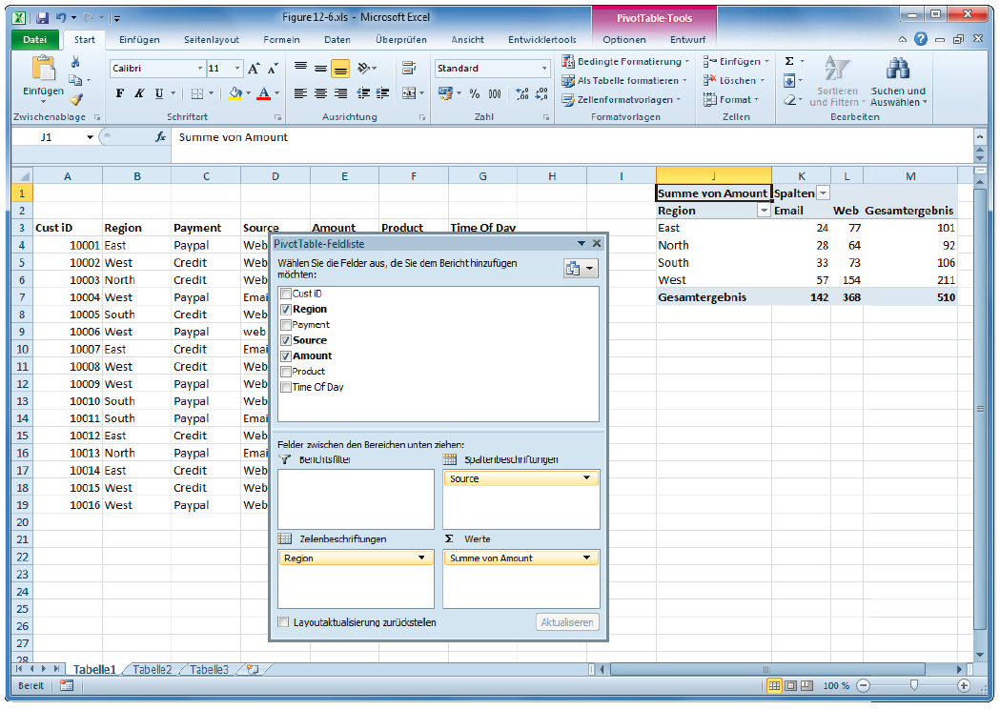 Figure 12-6.xls - Microsoft Excel
PivotTable-Tools
Datei Start Einfügen Seitenlayout Formeln Daten Überprüfen Ansicht Entwicklertools Optionen Entwurf
Einfügen
Calibri 11
F K U
Standard
% 000
Bedingte Formatierung
Als Tabelle formatieren
Zellenformatvorlagen
Einfügen
Löschen
Format
Σ
Sortieren und Filtern
Suchen und Auswählen
Zwischenablage Schriftart Ausrichtung Zahl Formatvorlagen Zellen Bearbeiten
J1 fx Summe von Amount
A B C D E F G H I J K L M
1 Summe von Amount Spalten
2 Region Email Web Gesamtergebnis
3 Cust iD Region Payment Source Amount Product Time Of Day East 24 77 101
4 10001 East Paypal Web North 28 64 92
5 10002 West Credit Web South 33 73 106
6 10003 North Credit Web West 57 154 211
7 10004 West Paypal Emai Gesamtergebnis 142 368 510
8 10005 South Credit Web
9 10006 West Paypal web
10 10007 East Credit Emai
11 10008 West Credit Web
12 10009 West Paypal Web
13 10010 South Paypal Web
14 10011 South Paypal Emai
15 10012 East Credit Web
16 10013 North Paypal Emai
17 10014 East Credit Web
18 10015 West Credit Web
19 10016 West Paypal Web
20
21
22
23
24
25
26
27
28
PivotTable-Feldliste
Wählen Sie die Felder aus, die Sie dem Bericht hinzufügen
möchten:
Cust iD
Region
Payment
Source
Amount
Product
Time Of Day
Felder zwischen den Bereichen unten ziehen:
Berichtsfilter Spaltenbeschriftungen
Source
Zeilenbeschriftungen Σ Werte
Region Summe von Amount
Layoutaktualisierung zurückstellen Aktualisieren
Tabelle1 Tabelle2 Tabelle3
Bereit 100 %